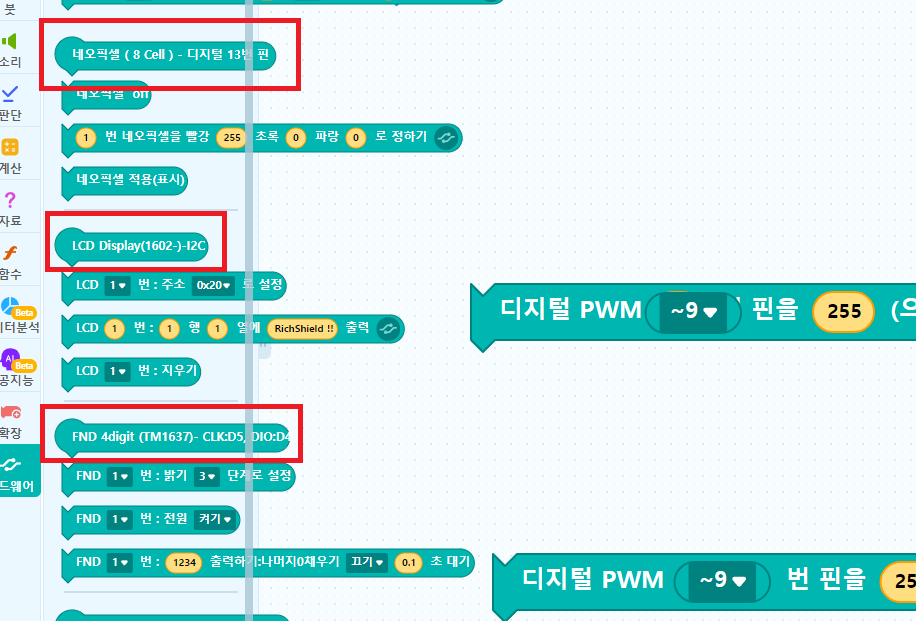 봇
소리
판단
계산
자료
함수
Beta
이터분석
AI
Beta
공지능
확장
드웨어
네오픽셀 ( 8 Cell ) - 디지털 13번 핀
네오픽셀 off
1 번 네오픽셀을 빨강 255 초록 0 파랑 0 로 정하기
네오픽셀 적용(표시)
LCD Display(1602-)-I2C
LCD 1 번 : 주소 0x20 로 설정
LCD 1 번 : 1 행 1 열에 RichShield !! 출력
LCD 1 번 : 지우기
FND 4digit (TM1637)- CLK:D5, DIO:D4
FND 1 번 : 밝기 3 단계로 설정
FND 1 번 : 전원 켜기
FND 1 번 : 1234 출력하기:나머지0채우기 끄기 0.1 초 대기
디지털 PWM ~9 핀을 255 (으
디지털 PWM ~9 번 핀을 25